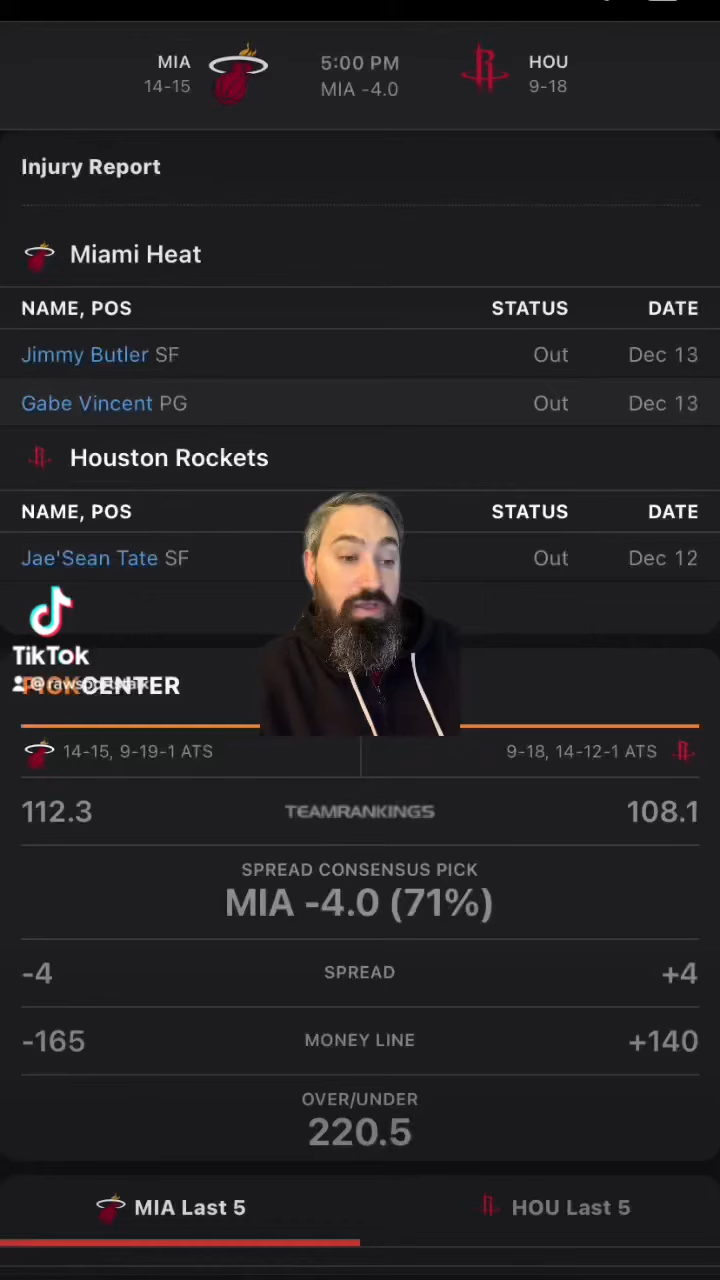 MIA 5:00 PM HOU
14-15 MIA -4.0 9-18
Injury Report
Miami Heat
NAME, POS STATUS DATE
Jimmy Butler SF Out Dec 13
Gabe Vincent PG Out Dec 13
Houston Rockets
NAME, POS STATUS DATE
Jae'Sean Tate SF Out Dec 12
TikTok
PICKCENTER
14-15, 9-19-1 ATS 9-18, 14-12-1 ATS
112.3 TEAMRANKINGS 108.1
SPREAD CONSENSUS PICK
MIA -4.0 (71%)
-4 SPREAD +4
-165 MONEY LINE +140
OVER/UNDER
220.5
MIA Last 5 HOU Last 5